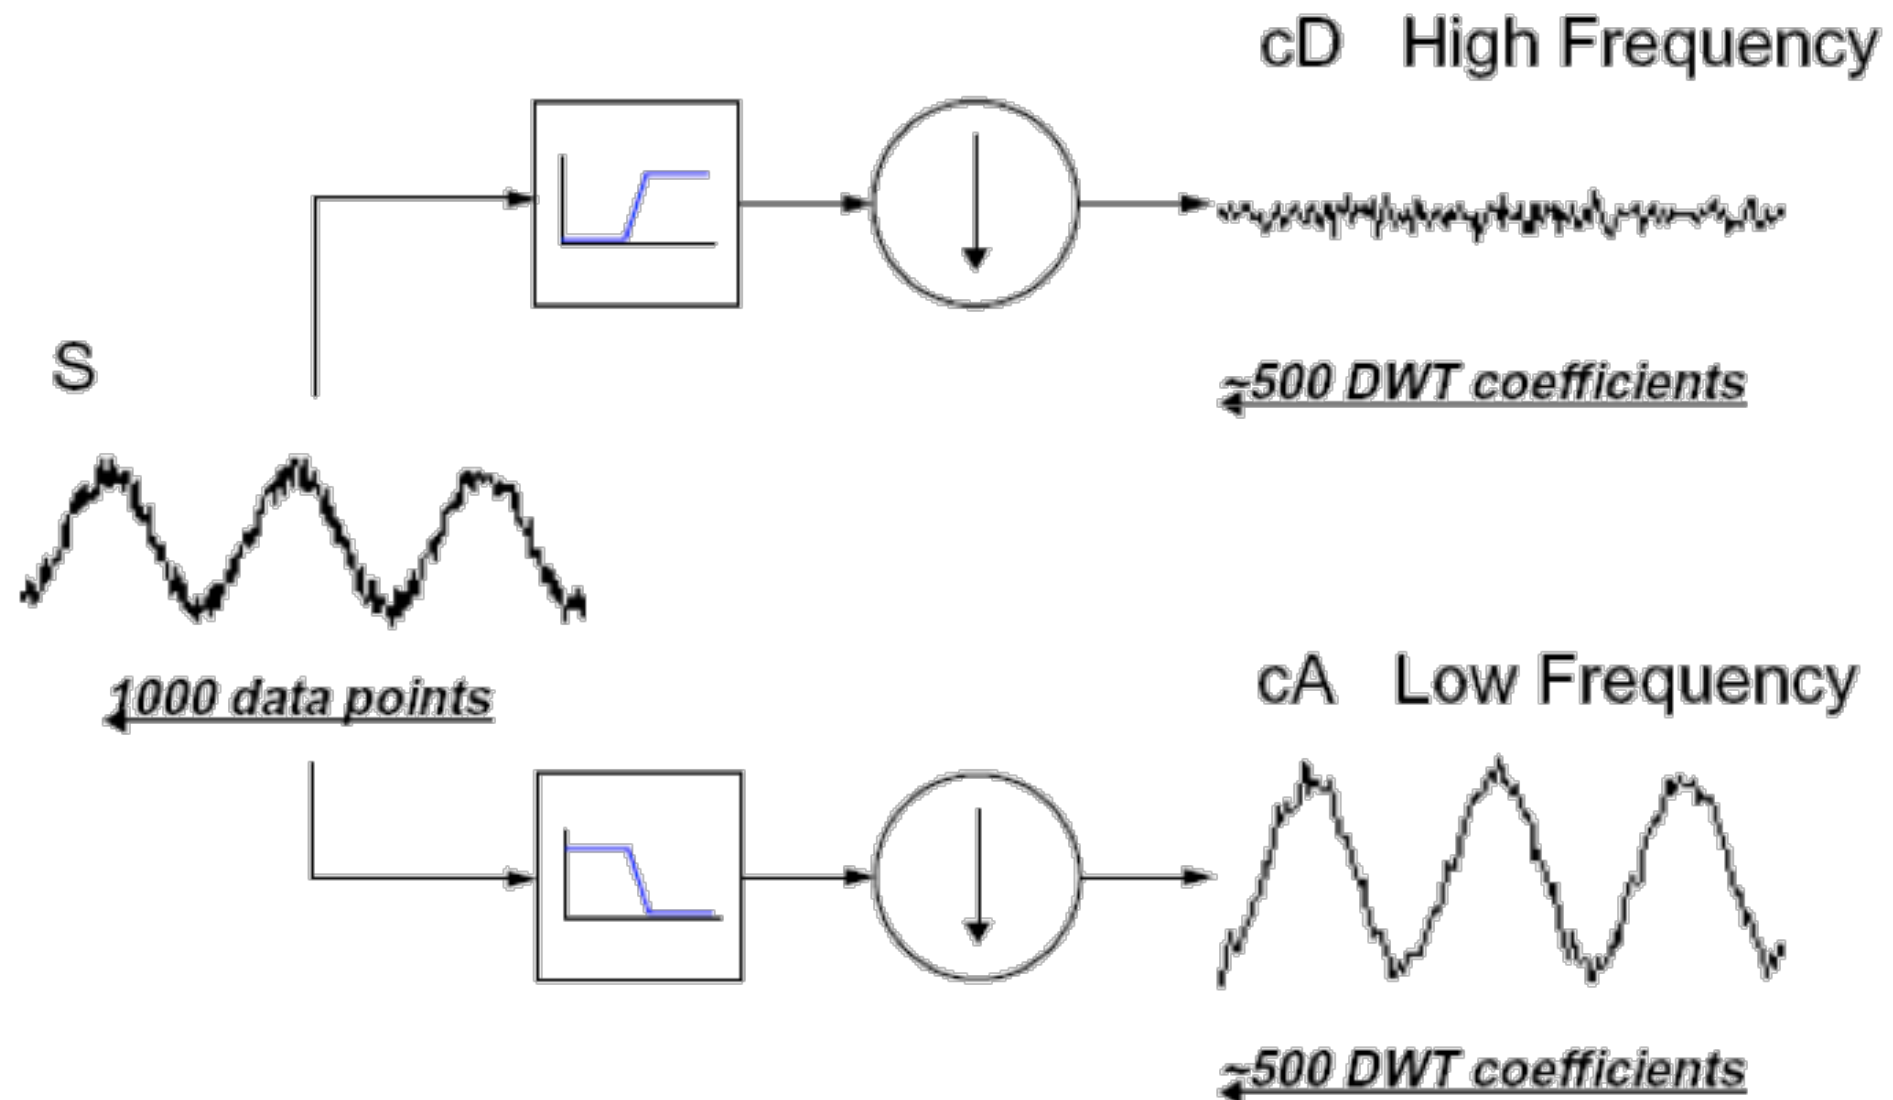 cD High Frequency
~500 DWT coefficients
S
1000 data points
cA Low Frequency
~500 DWT coefficients